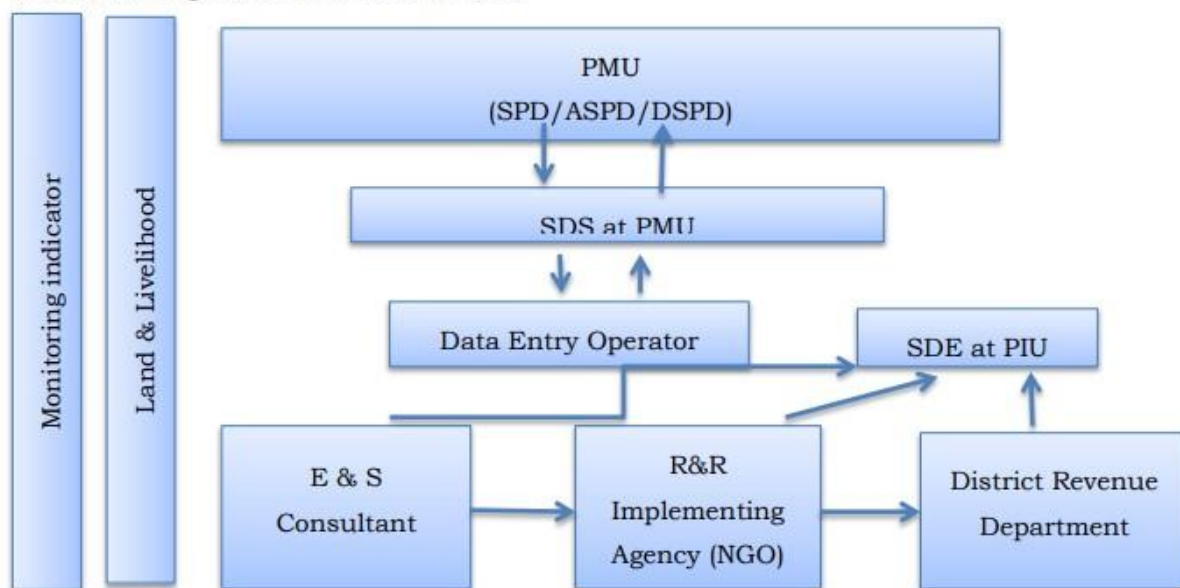 Monitoring indicator
Land & Livelihood
PMU
(SPD/ASPD/DSPD)
SDS at PMU
Data Entry Operator
SDE at PIU
E & S
Consultant
R&R
Implementing
Agency (NGO)
District Revenue
Department